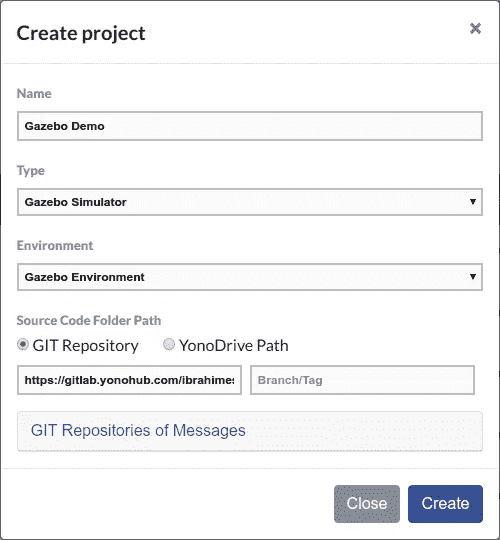 Create project ×
Name
Gazebo Demo
Type
Gazebo Simulator
Environment
Gazebo Environment
Source Code Folder Path
GIT Repository YonoDrive Path
https://gitlab.yonohub.com/ibrahimes Branch/Tag
GIT Repositories of Messages
Close Create